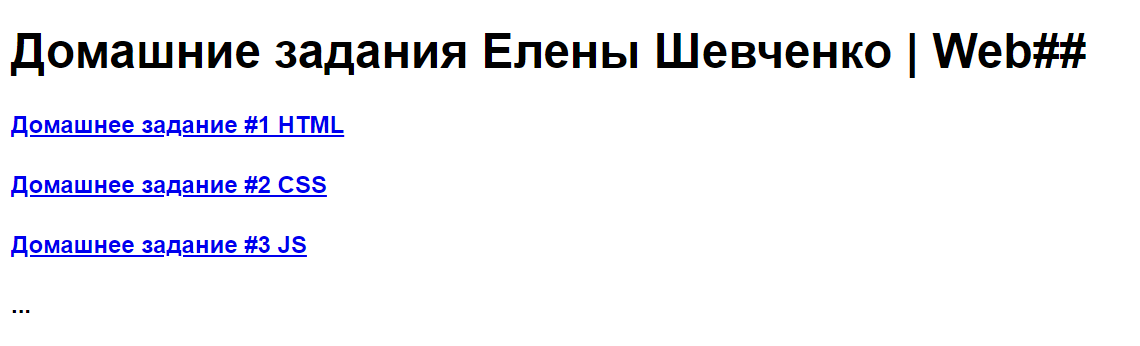 Домашние задания Елены Шевченко | Web##
Домашнее задание #1 HTML
Домашнее задание #2 CSS
Домашнее задание #3 JS
...